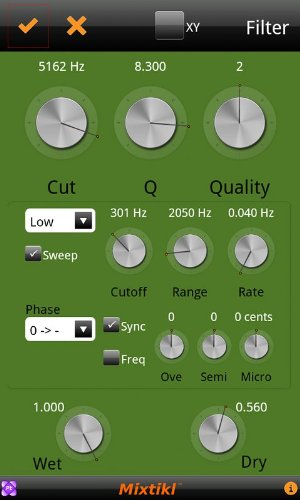 XY Filter
5162 Hz 8.300 2
Cut Q Quality
Low 301 Hz 2050 Hz 0.040 Hz
Sweep
Cutoff Range Rate
Phase
0 -> - Sync 0 0 0 cents
Freq
Ove Semi Micro
1.000 0.560
Wet Dry
Pt Mixtikl™ i